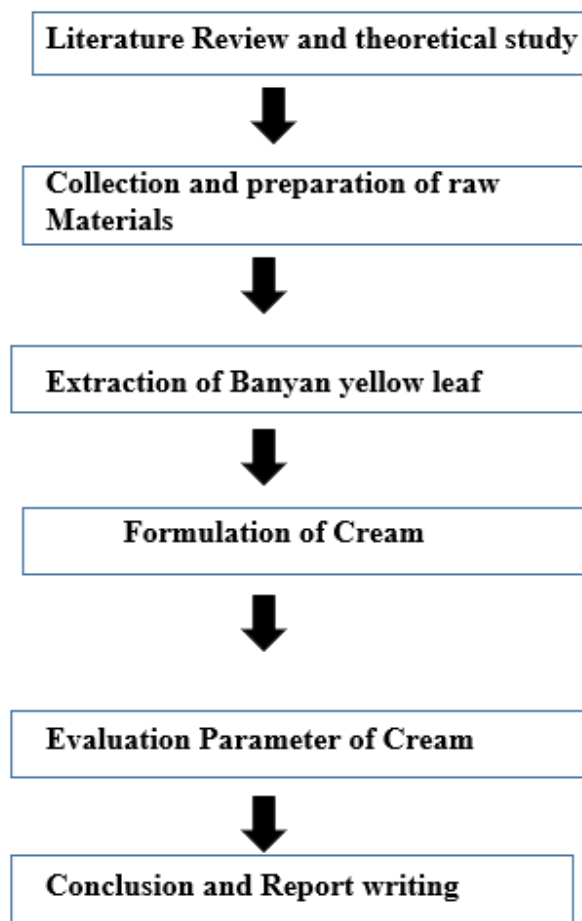 Literature Review and theoretical study
Collection and preparation of raw
Materials
Extraction of Banyan yellow leaf
Formulation of Cream
Evaluation Parameter of Cream
Conclusion and Report writing